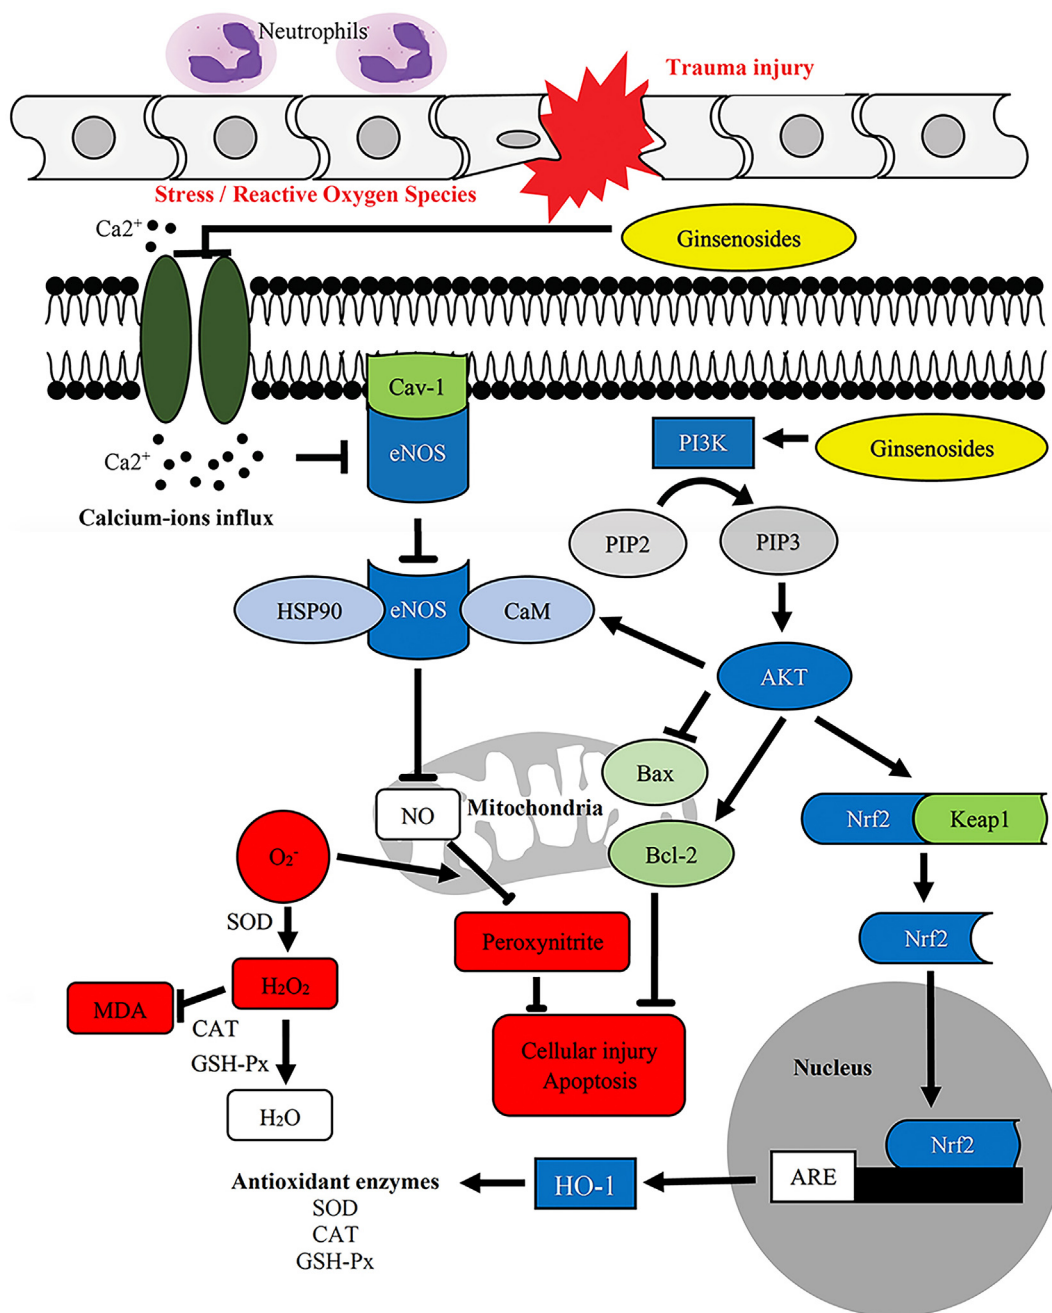 Neutrophils
Trauma injury
Stress / Reactive Oxygen Species
Ca2⁺
Ginsenosides
Cav-1
eNOS
PI3K
Ginsenosides
Ca2⁺
Calcium-ions influx
PIP2
PIP3
HSP90
eNOS
CaM
AKT
Bax
Mitochondria
NO
Nrf2
Keap1
O₂⁻
Bcl-2
SOD
Peroxynitrite
Nrf2
H₂O₂
MDA
CAT
GSH-Px
Cellular injury
Apoptosis
Nucleus
H₂O
Nrf2
ARE
HO-1
Antioxidant enzymes
SOD
CAT
GSH-Px